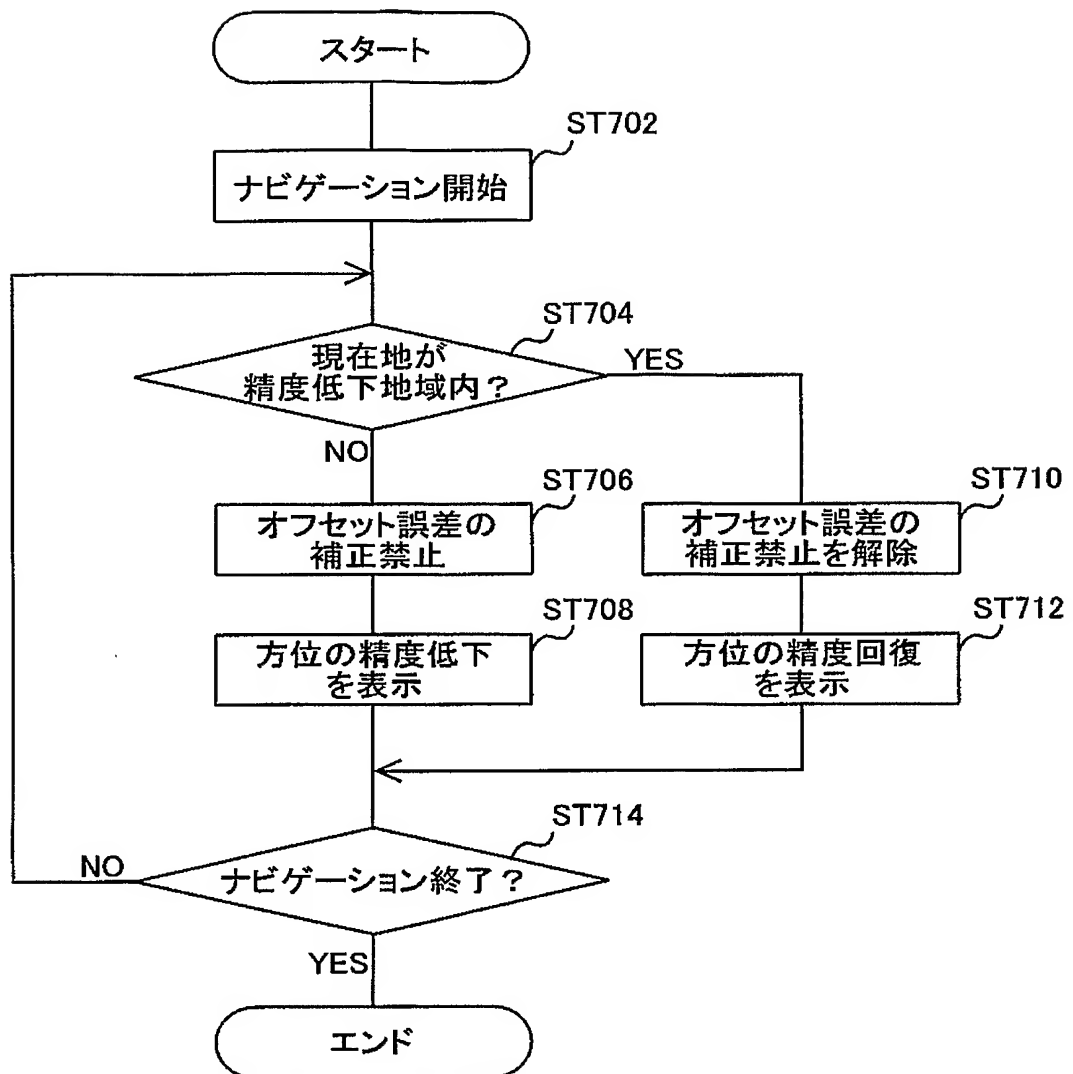 スタート
ST702
ナビゲーション開始
ST704
現在地が
精度低下地域内？
YES
NO
ST706
オフセット誤差の
補正禁止
ST710
オフセット誤差の
補正禁止を解除
ST708
方位の精度低下
を表示
ST712
方位の精度回復
を表示
ST714
ナビゲーション終了？
NO
YES
エンド